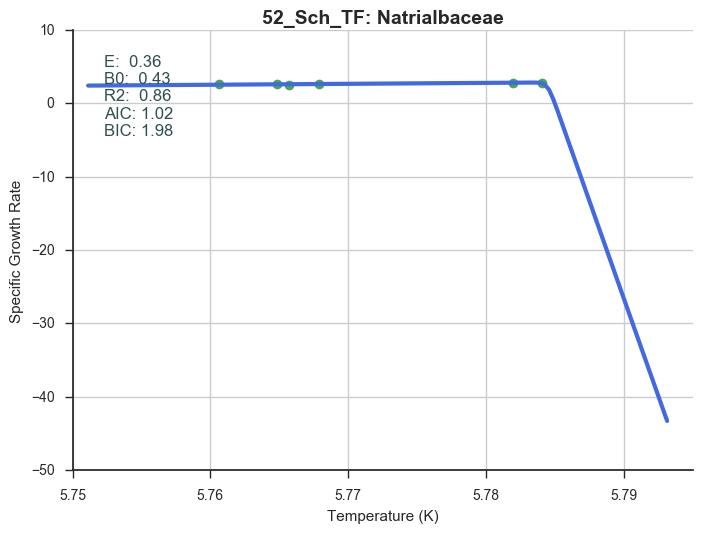 52_Sch_TF: Natrialbaceae
10
0
−10
−20
−30
−40
−50
Specific Growth Rate
E:  0.36
B0:  0.43
R2:  0.86
AIC: 1.02
BIC: 1.98
5.75 5.76 5.77 5.78 5.79
Temperature (K)